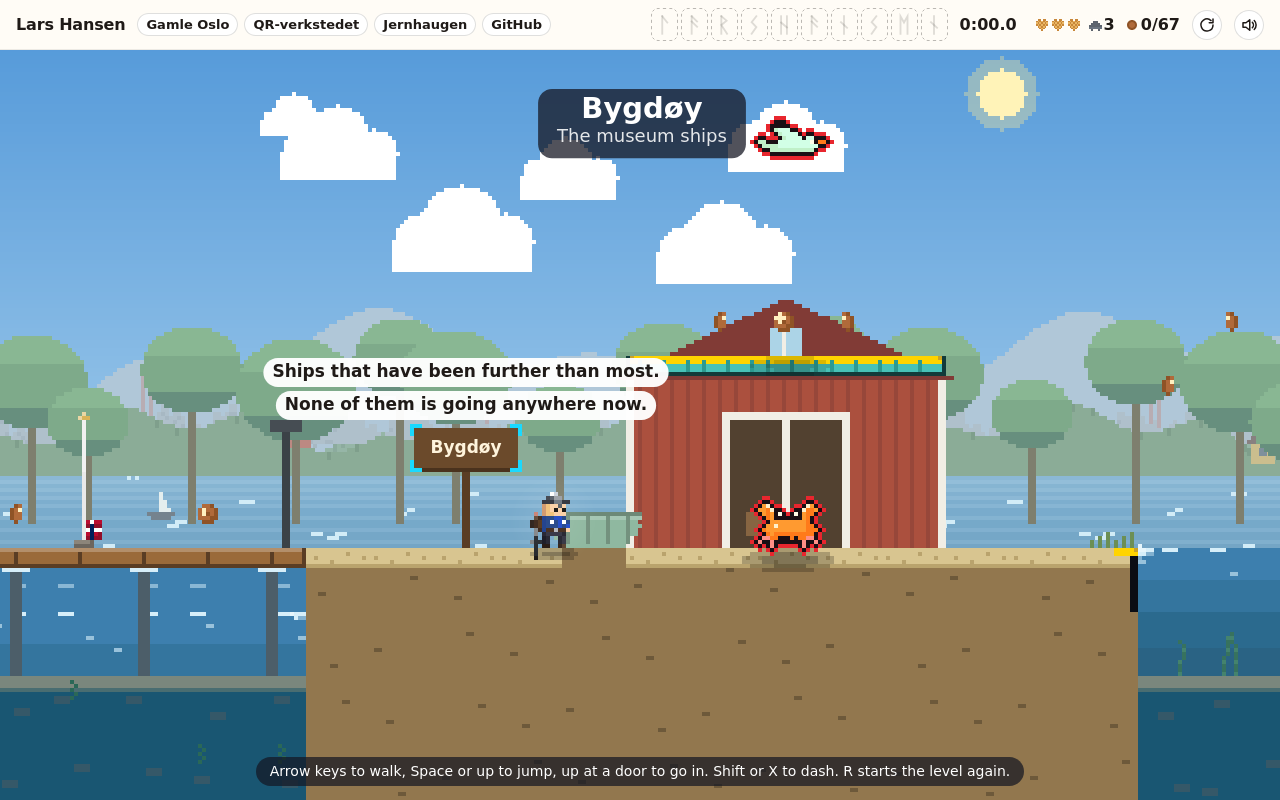 Lars Hansen
Gamle Oslo
QR-verkstedet
Jernhaugen
GitHub
ᛚ ᚨ ᚱ ᛊ ᚺ ᚨ ᚾ ᛊ ᛖ ᚾ
0:00.0
3
0/67
Bygdøy
The museum ships
Ships that have been further than most.
None of them is going anywhere now.
Bygdøy
Arrow keys to walk, Space or up to jump, up at a door to go in. Shift or X to dash. R starts the level again.